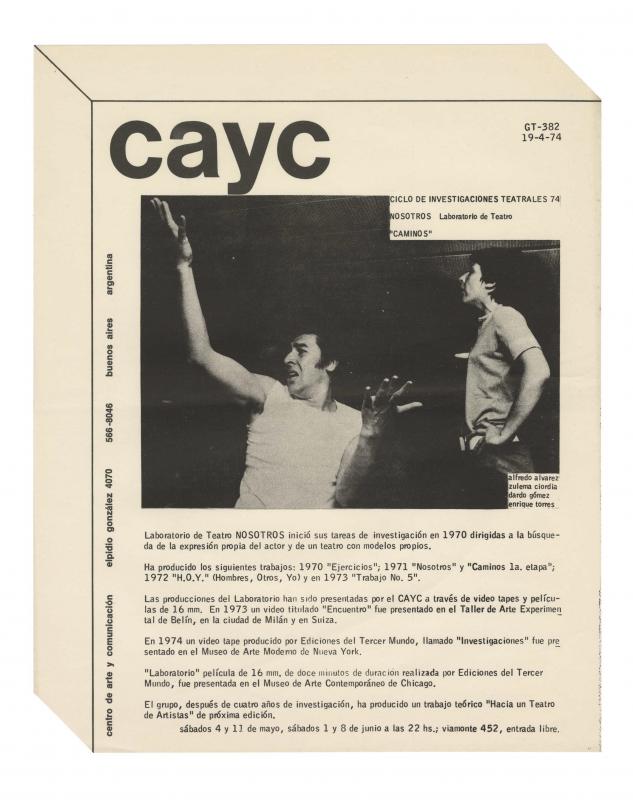 cayc
GT-382
19-4-74
CICLO DE INVESTIGACIONES TEATRALES 74
NOSOTROS Laboratorio de Teatro
"CAMINOS"
alfredo alvarez
zulema ciordia
dardo gómez
enrique torres
centro de arte y comunicación elpidio gonzález 4070 566-8046 buenos aires argentina
Laboratorio de Teatro NOSOTROS inició sus tareas de investigación en 1970 dirigidas a la búsque-
da de la expresión propia del actor y de un teatro con modelos propios.
Ha producido los siguientes trabajos: 1970 "Ejercicios"; 1971 "Nosotros" y "Caminos 1a. etapa";
1972 "H.O.Y." (Hombres, Otros, Yo) y en 1973 "Trabajo No. 5".
Las producciones del Laboratorio han sido presentadas por el CAYC a través de video tapes y pelícu-
las de 16 mm. En 1973 un video titulado "Encuentro" fue presentado en el Taller de Arte Experimen
tal de Belín, en la ciudad de Milán y en Suiza.
En 1974 un video tape producido por Ediciones del Tercer Mundo, llamado "Investigaciones" fue pre
sentado en el Museo de Arte Moderno de Nueva York.
"Laboratorio" película de 16 mm. de doce minutos de duración realizada por Ediciones del Tercer
Mundo, fue presentada en el Museo de Arte Contemporáneo de Chicago.
El grupo, después de cuatro años de investigación, ha producido un trabajo teórico "Hacia un Teatro
de Artistas" de próxima edición.
sábados 4 y 11 de mayo, sábados 1 y 8 de junio a las 22 hs.; viamonte 452, entrada libre.